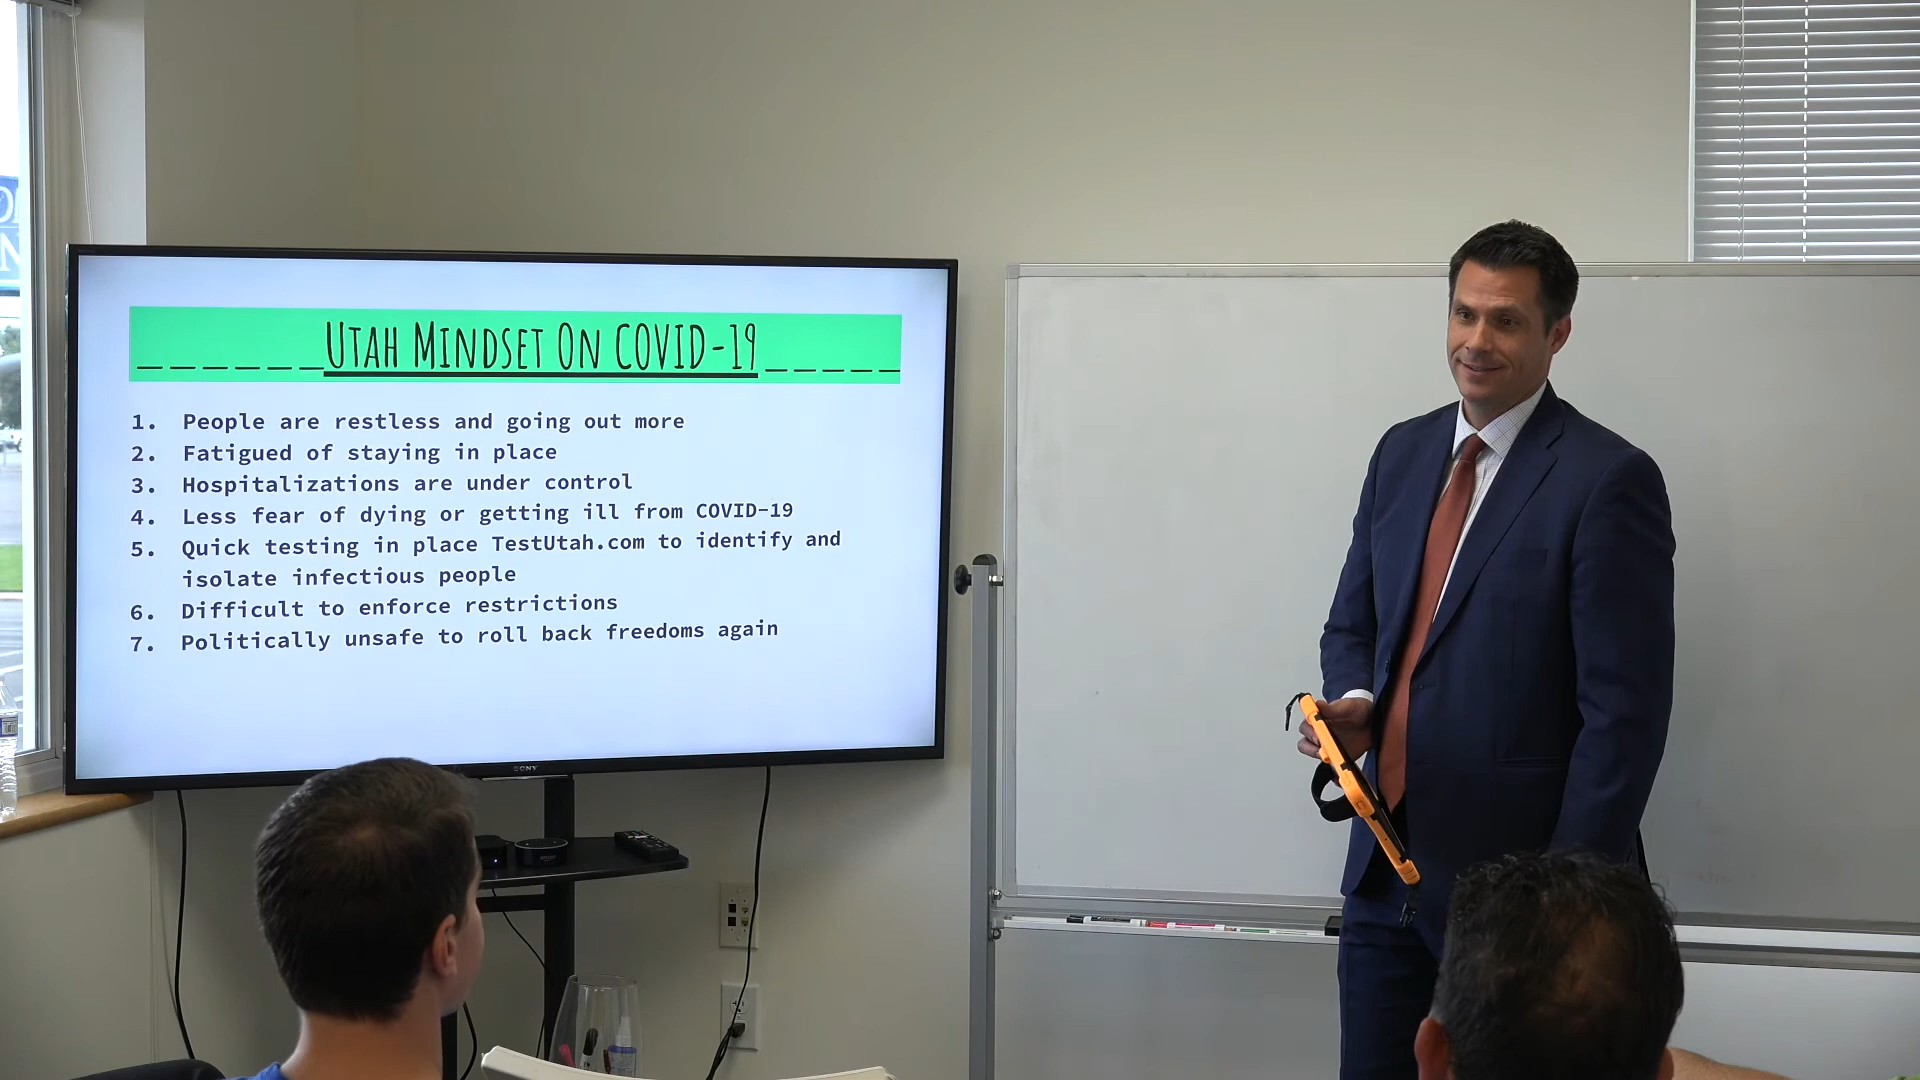 ______Utah Mindset On COVID-19_____
1. People are restless and going out more
2. Fatigued of staying in place
3. Hospitalizations are under control
4. Less fear of dying or getting ill from COVID-19
5. Quick testing in place TestUtah.com to identify and
isolate infectious people
6. Difficult to enforce restrictions
7. Politically unsafe to roll back freedoms again
SONY